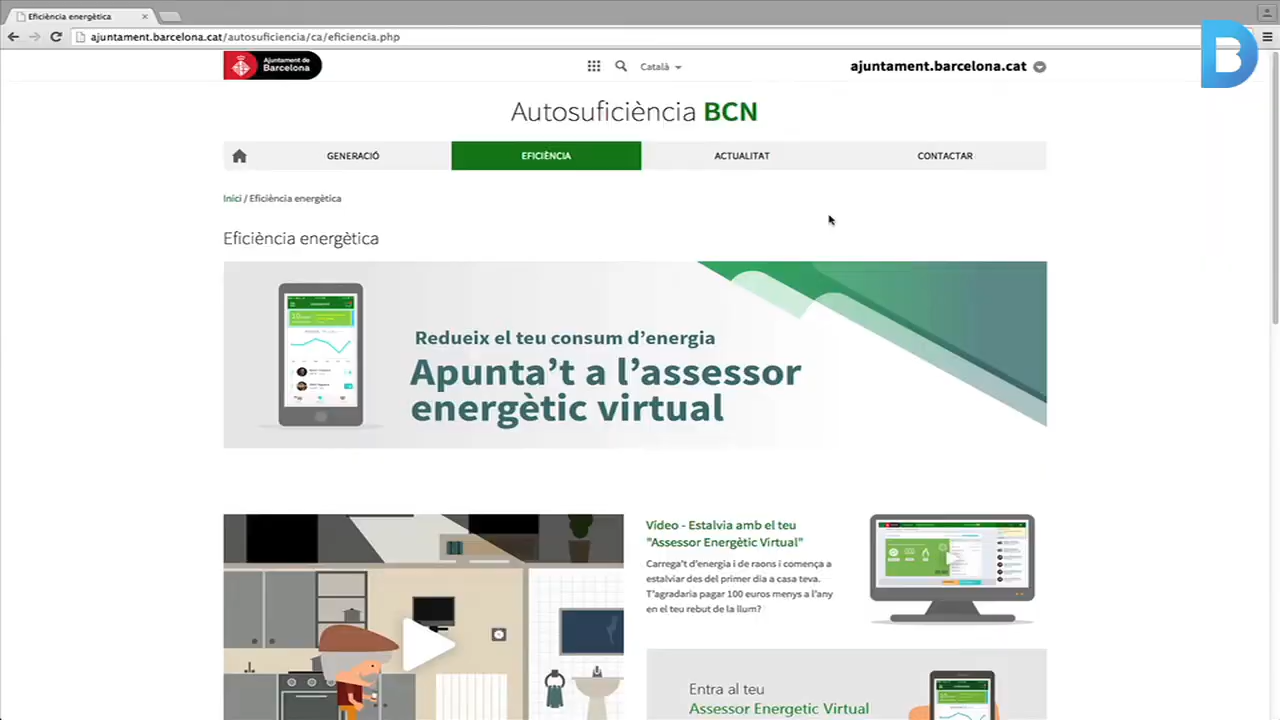 Eficiència energètica
ajuntament.barcelona.cat/autosuficiencia/ca/eficiencia.php
Ajuntament de
Barcelona
Català
ajuntament.barcelona.cat
Autosuficiència BCN
GENERACIÓ
EFICIÈNCIA
ACTUALITAT
CONTACTAR
Inici / Eficiència energètica
Eficiència energètica
Redueix el teu consum d'energia
Apunta't a l'assessor
energètic virtual
Vídeo - Estalvia amb el teu
"Assessor Energètic Virtual"
Carrega't d'energia i de raons i comença a
estalviar des del primer dia a casa teva.
T'agradaria pagar 100 euros menys a l'any
en el teu rebut de la llum?
Entra al teu
Assessor Energetic Virtual